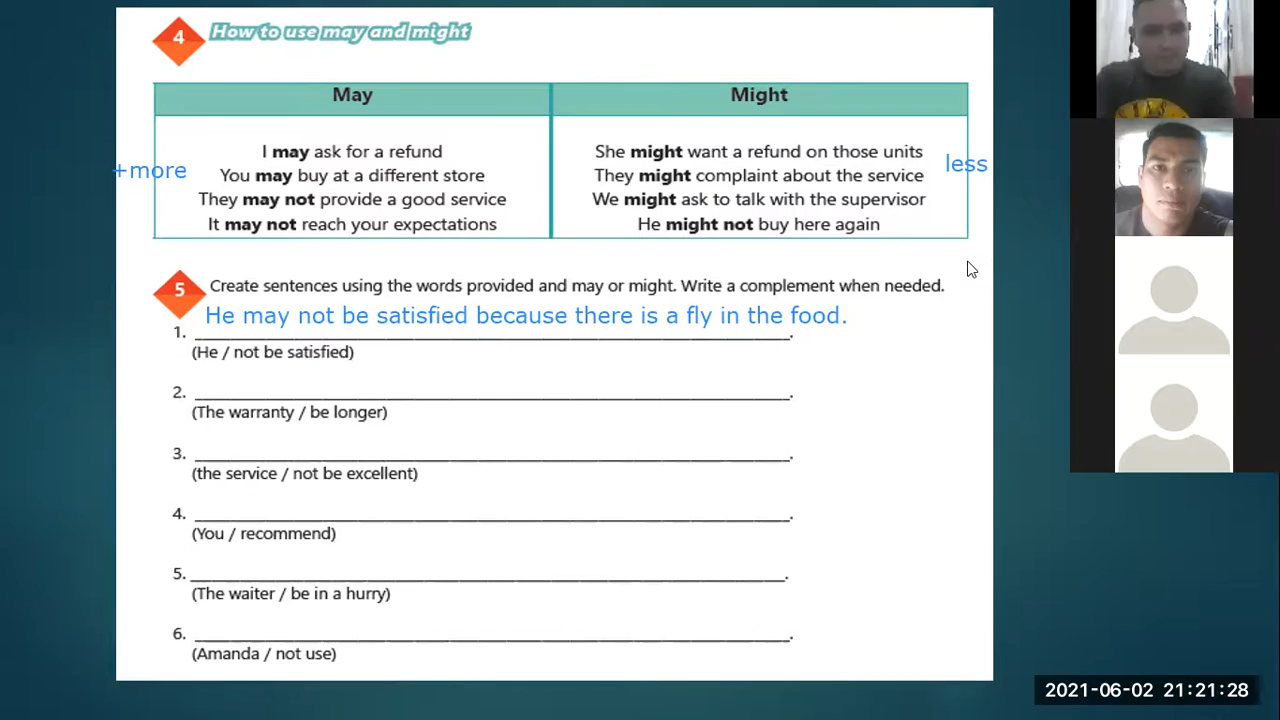 4 How to use may and might
May
Might
I may ask for a refund
You may buy at a different store
They may not provide a good service
It may not reach your expectations
+more
She might want a refund on those units
They might complaint about the service
We might ask to talk with the supervisor
He might not buy here again
less
5 Create sentences using the words provided and may or might. Write a complement when needed.
He may not be satisfied because there is a fly in the food.
1. ______________________________.
(He / not be satisfied)
2. ______________________________.
(The warranty / be longer)
3. ______________________________.
(the service / not be excellent)
4. ______________________________.
(You / recommend)
5. ______________________________.
(The waiter / be in a hurry)
6. ______________________________.
(Amanda / not use)
2021-06-02 21:21:28